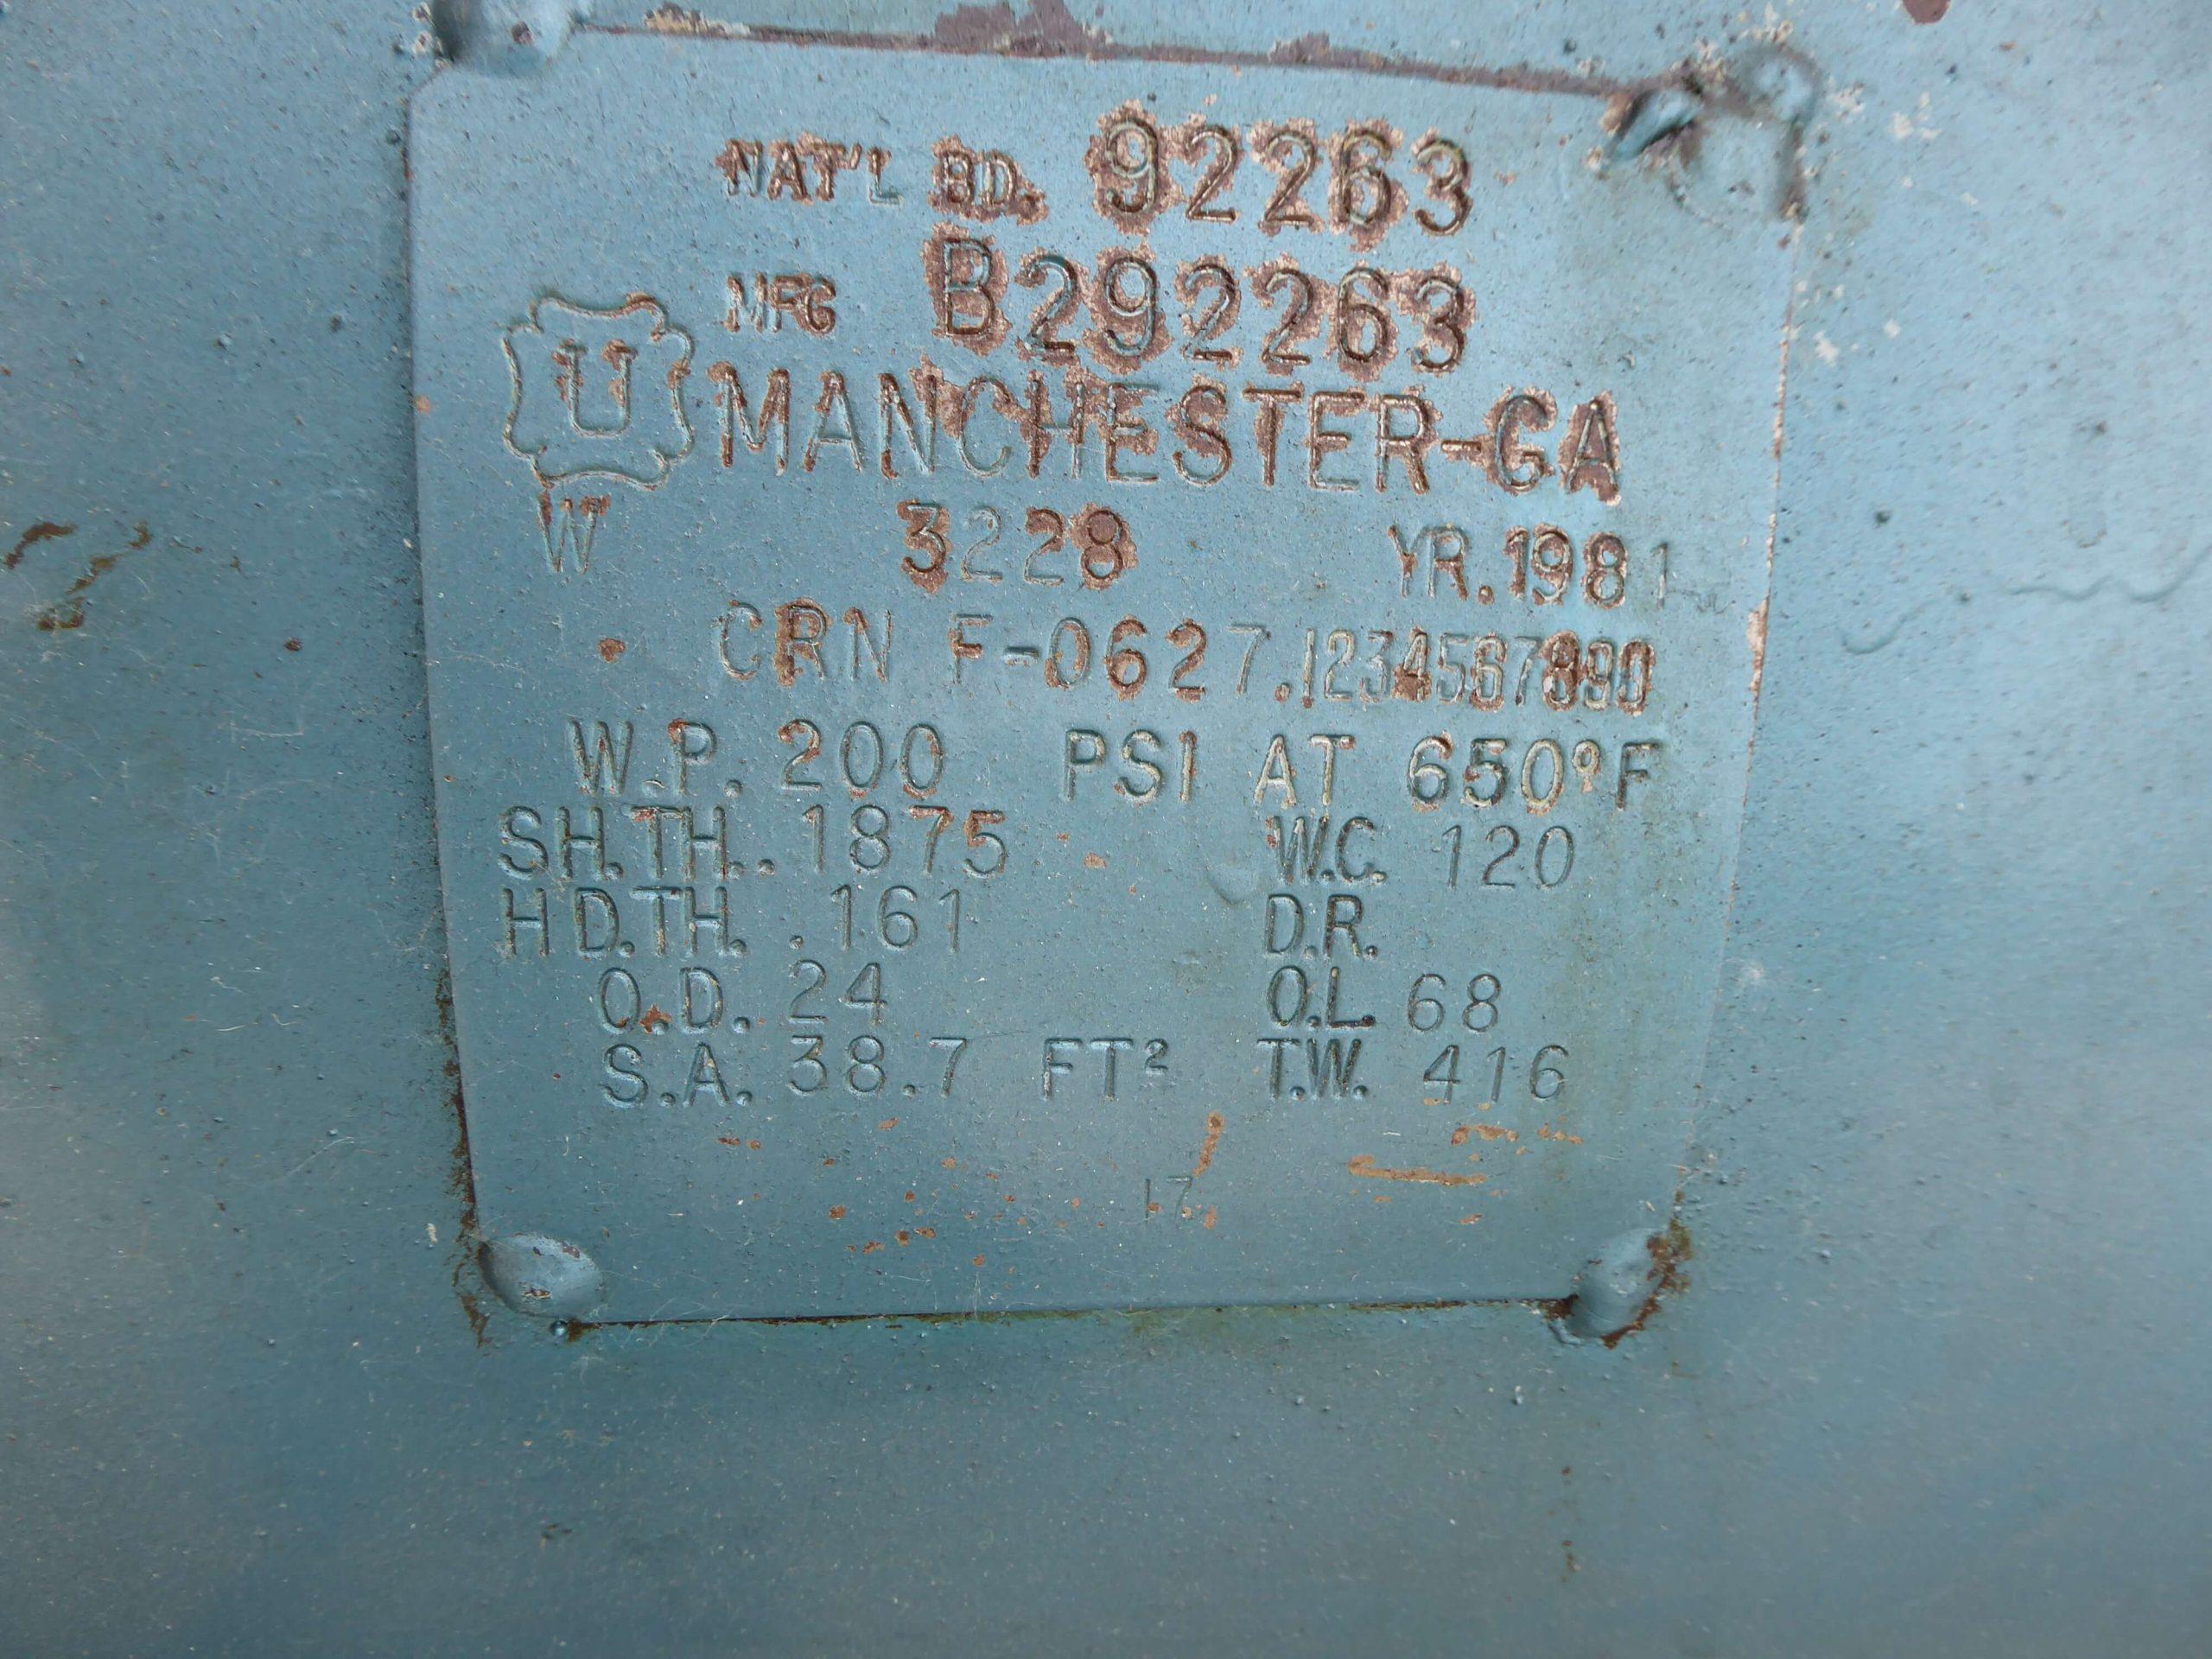 NAT'L BD. 92263
MFG B292263
U MANCHESTER-GA
W 3228 YR. 1981
CRN F-0627.1234567890
W.P. 200 PSI AT 650°F
SH.TH. .1875 W.C. 120
HD.TH. .161 D.R.
O.D. 24 O.L. 68
S.A. 38.7 FT² T.W. 416
17